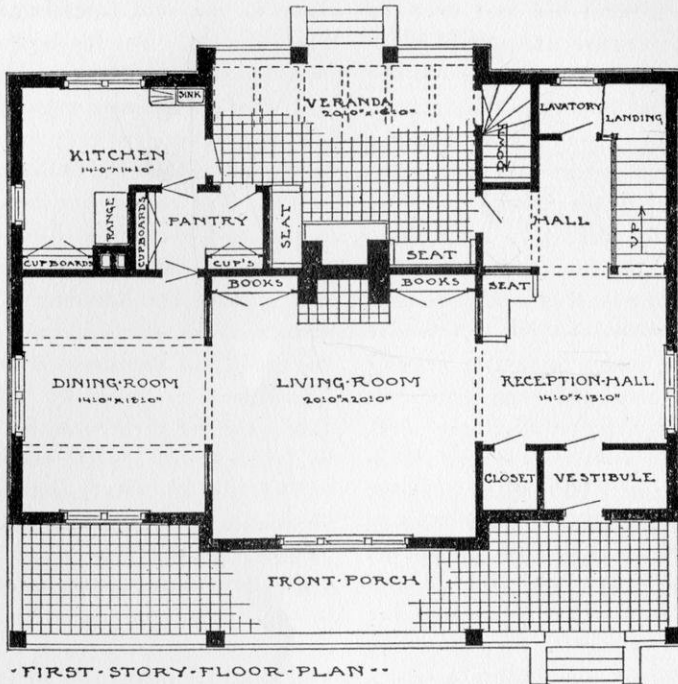 SINK
VERANDA
LAVATORY
LANDING
KITCHEN
14'-0" X 14'-0"
DOWN
RANGE
CUPBOARDS
PANTRY
SEAT
HALL
UP
CUPBOARDS
CUP'S
SEAT
BOOKS
BOOKS
SEAT
DINING·ROOM
14'-0" X 18'-0"
LIVING·ROOM
20'-0" X 20'-0"
RECEPTION·HALL
14'-0" X 13'-0"
CLOSET
VESTIBULE
FRONT·PORCH
·FIRST·STORY·FLOOR·PLAN··